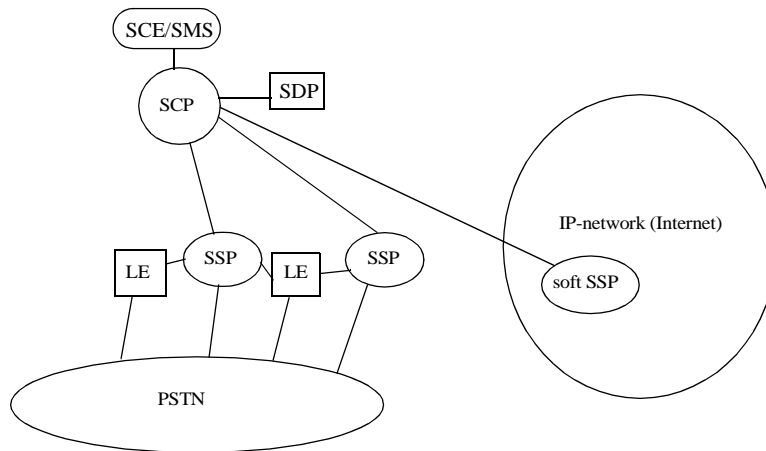 SCE/SMS
SCP
SDP
IP-network (Internet)
LE
SSP
LE
SSP
soft SSP
PSTN